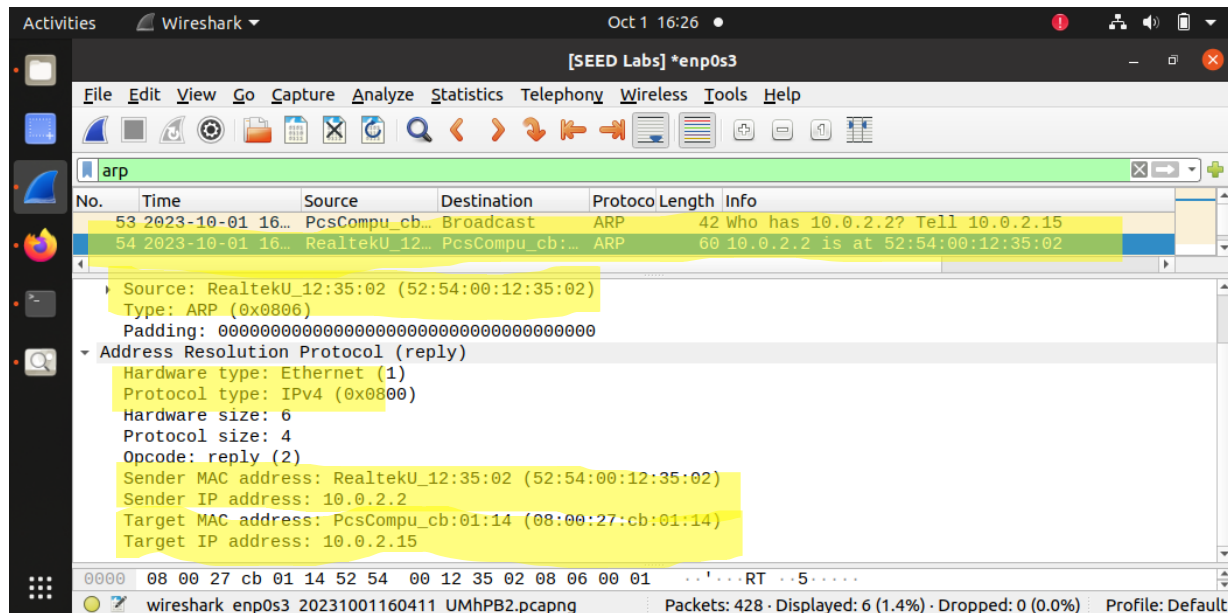 Activities Wireshark Oct 1 16:26
[SEED Labs] *enp0s3
File Edit View Go Capture Analyze Statistics Telephony Wireless Tools Help
arp
No. Time Source Destination Protoco Length Info
53 2023-10-01 16… PcsCompu_cb… Broadcast ARP 42 Who has 10.0.2.2? Tell 10.0.2.15
54 2023-10-01 16… RealtekU_12… PcsCompu_cb:… ARP 60 10.0.2.2 is at 52:54:00:12:35:02
Source: RealtekU_12:35:02 (52:54:00:12:35:02)
Type: ARP (0x0806)
Padding: 000000000000000000000000000000000000
Address Resolution Protocol (reply)
Hardware type: Ethernet (1)
Protocol type: IPv4 (0x0800)
Hardware size: 6
Protocol size: 4
Opcode: reply (2)
Sender MAC address: RealtekU_12:35:02 (52:54:00:12:35:02)
Sender IP address: 10.0.2.2
Target MAC address: PcsCompu_cb:01:14 (08:00:27:cb:01:14)
Target IP address: 10.0.2.15
0000 08 00 27 cb 01 14 52 54 00 12 35 02 08 06 00 01 ··'···RT ··5·····
wireshark_enp0s3_20231001160411_UMhPB2.pcapng Packets: 428 · Displayed: 6 (1.4%) · Dropped: 0 (0.0%) Profile: Default